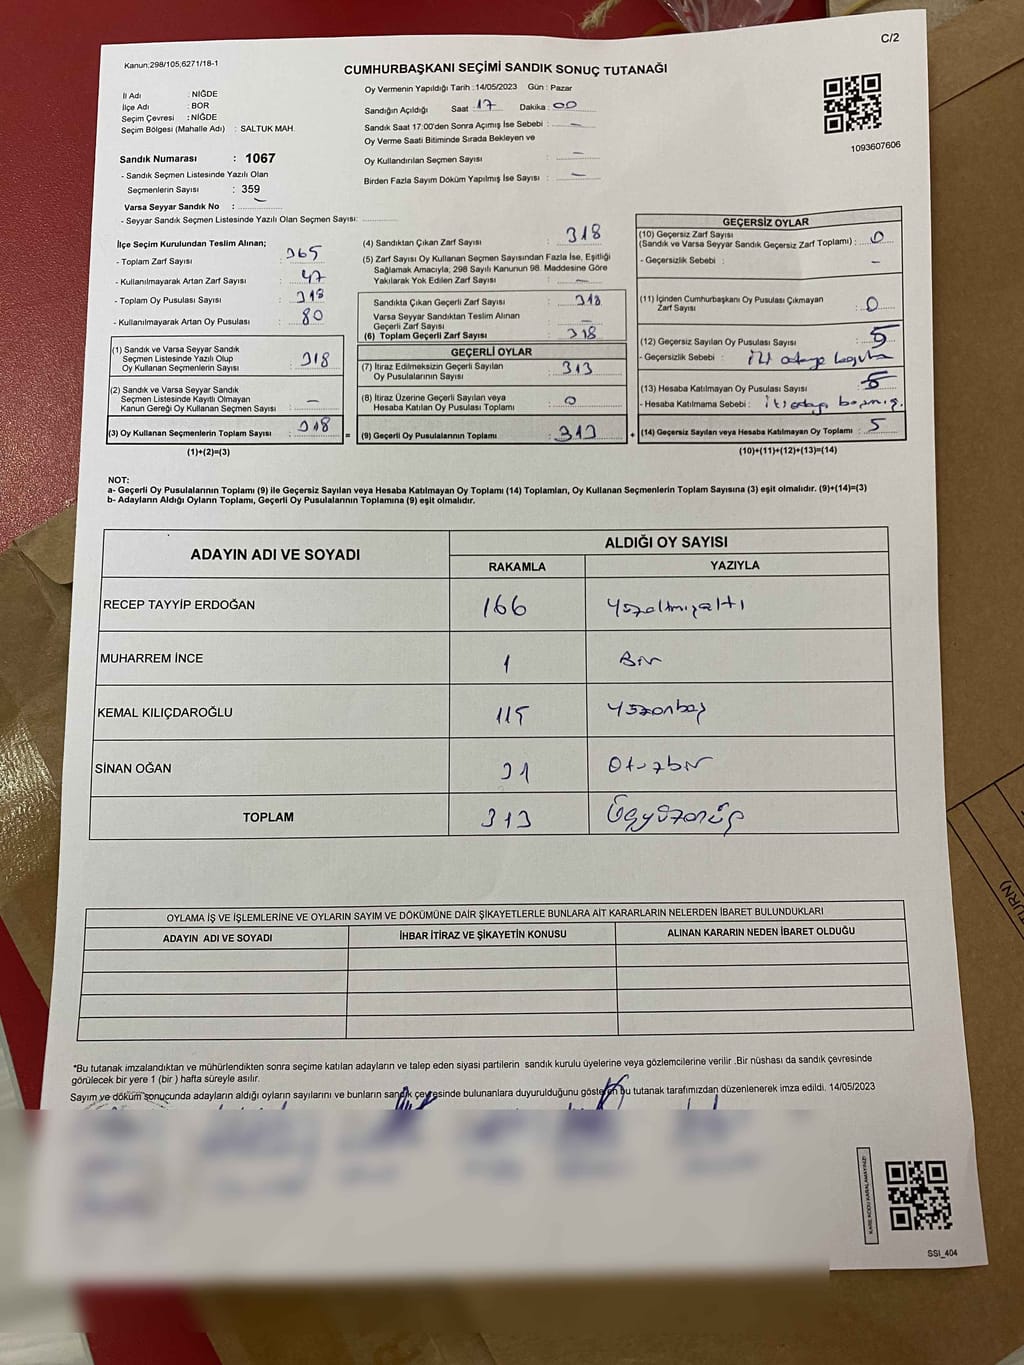 C/2
Kanun:298/105,6271/18-1
CUMHURBAŞKANI SEÇİMİ SANDIK SONUÇ TUTANAĞI
İl Adı : NİĞDE
İlçe Adı : BOR
Seçim Çevresi : NİĞDE
Seçim Bölgesi (Mahalle Adı) : SALTUK MAH.
Sandık Numarası : 1067
- Sandık Seçmen Listesinde Yazılı Olan
Seçmenlerin Sayısı : 359
Varsa Seyyar Sandık No : –
- Seyyar Sandık Seçmen Listesinde Yazılı Olan Seçmen Sayısı:
Oy Vermenin Yapıldığı Tarih :14/05/2023 Gün : Pazar
Sandığın Açıldığı Saat : 17 Dakika : 00
Sandık Saat 17:00'den Sonra Açımış İse Sebebi : –
Oy Verme Saati Bitiminde Sırada Bekleyen ve
Oy Kullandırılan Seçmen Sayısı : –
Birden Fazla Sayım Döküm Yapılmış İse Sayısı : –
1093607606
İlçe Seçim Kurulundan Teslim Alınan;
- Toplam Zarf Sayısı : 365
- Kullanılmayarak Artan Zarf Sayısı : 47
- Toplam Oy Pusulası Sayısı : 398
- Kullanılmayarak Artan Oy Pusulası : 80
(1) Sandık ve Varsa Seyyar Sandık
Seçmen Listesinde Yazılı Olup
Oy Kullanan Seçmenlerin Sayısı : 318
(2) Sandık ve Varsa Seyyar Sandık
Seçmen Listesinde Kayıtlı Olmayan
Kanun Gereği Oy Kullanan Seçmen Sayısı : –
(3) Oy Kullanan Seçmenlerin Toplam Sayısı : 318 =
(1)+(2)=(3)
(4) Sandıktan Çıkan Zarf Sayısı : 318
(5) Zarf Sayısı Oy Kullanan Seçmen Sayısından Fazla İse, Eşitliği
Sağlamak Amacıyla; 298 Sayılı Kanunun 98. Maddesine Göre
Yakılarak Yok Edilen Zarf Sayısı : –
Sandıkta Çıkan Geçerli Zarf Sayısı : 318
Varsa Seyyar Sandıktan Teslim Alınan
Geçerli Zarf Sayısı : –
(6) Toplam Geçerli Zarf Sayısı : 318
GEÇERLİ OYLAR
(7) İtiraz Edilmeksizin Geçerli Sayılan
Oy Pusulalarının Sayısı : 313
(8) İtiraz Üzerine Geçerli Sayılan veya
Hesaba Katılan Oy Pusulası Toplamı : 0
(9) Geçerli Oy Pusulalarının Toplamı : 313 +
GEÇERSİZ OYLAR
(10) Geçersiz Zarf Sayısı
(Sandık ve Varsa Seyyar Sandık Geçersiz Zarf Toplamı) : 0
- Geçersizlik Sebebi : –
(11) İçinden Cumhurbaşkanı Oy Pusulası Çıkmayan
Zarf Sayısı : 0
(12) Geçersiz Sayılan Oy Pusulası Sayısı : 5
- Geçersizlik Sebebi :
(13) Hesaba Katılmayan Oy Pusulası Sayısı :
- Hesaba Katılmama Sebebi :
(14) Geçersiz Sayılan veya Hesaba Katılmayan Oy Toplamı : 5
(10)+(11)+(12)+(13)=(14)
NOT:
a- Geçerli Oy Pusulalarının Toplamı (9) ile Geçersiz Sayılan veya Hesaba Katılmayan Oy Toplamı (14) Toplamları, Oy Kullanan Seçmenlerin Toplam Sayısına (3) eşit olmalıdır. (9)+(14)=(3)
b- Adayların Aldığı Oyların Toplamı, Geçerli Oy Pusulalarının Toplamına (9) eşit olmalıdır.
ADAYIN ADI VE SOYADI ALDIĞI OY SAYISI
RAKAMLA YAZIYLA
RECEP TAYYİP ERDOĞAN 166 Yüzaltmışaltı
MUHARREM İNCE 1 Bir
KEMAL KILIÇDAROĞLU 115 Yüzonbeş
SİNAN OĞAN 31 Otuzbir
TOPLAM 313 Üçyüzonüç
OYLAMA İŞ VE İŞLEMLERİNE VE OYLARIN SAYIM VE DÖKÜMÜNE DAİR ŞİKAYETLERLE BUNLARA AİT KARARLARIN NELERDEN İBARET BULUNDUKLARI
ADAYIN ADI VE SOYADI İHBAR İTİRAZ VE ŞİKAYETİN KONUSU ALINAN KARARIN NEDEN İBARET OLDUĞU
*Bu tutanak imzalandıktan ve mühürlendikten sonra seçime katılan adayların ve talep eden siyasi partilerin sandık kurulu üyelerine veya gözlemcilerine verilir .Bir nüshası da sandık çevresinde
görülecek bir yere 1 (bir ) hafta süreyle asılır.
Sayım ve döküm sonucunda adayların aldığı oyların sayılarını ve bunların sandık çevresinde bulunanlara duyurulduğunu gösteren bu tutanak tarafımızdan düzenlenerek imza edildi. 14/05/2023
KARE KODU KARALAMAYINIZ!
SSI_404
TURN)